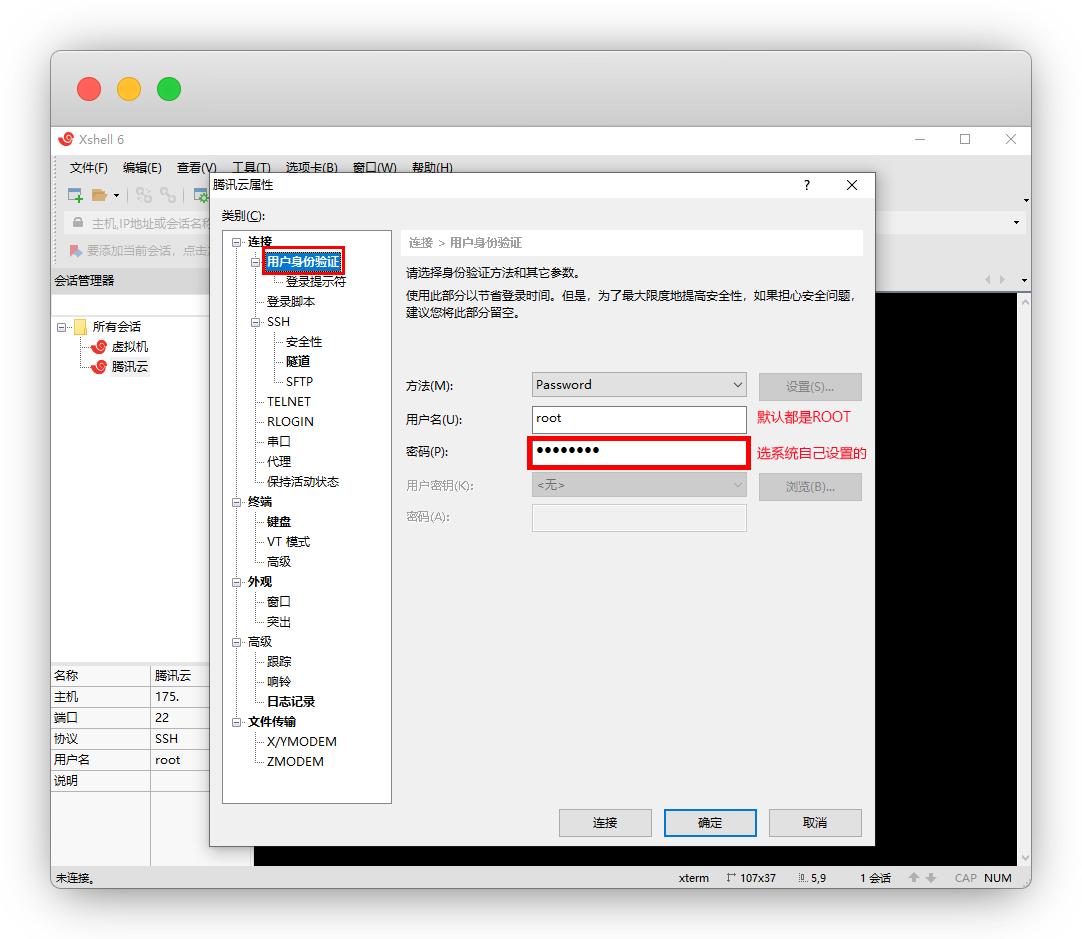 Xshell 6
文件(F) 编辑(E) 查看(V) 工具(T) 选项卡(B) 窗口(W) 帮助(H)
主机,IP地址或会话名称
要添加当前会话，点击
会话管理器
所有会话
虚拟机
腾讯云
名称 腾讯云
主机 175.
端口 22
协议 SSH
用户名 root
说明
腾讯云属性 ?
类别(C):
连接
用户身份验证
登录提示符
登录脚本
SSH
安全性
隧道
SFTP
TELNET
RLOGIN
串口
代理
保持活动状态
终端
键盘
VT 模式
高级
外观
窗口
突出
高级
跟踪
响铃
日志记录
文件传输
X/YMODEM
ZMODEM
连接 > 用户身份验证
请选择身份验证方法和其它参数。
使用此部分以节省登录时间。但是，为了最大限度地提高安全性，如果担心安全问题，
建议您将此部分留空。
方法(M): Password 设置(S)...
用户名(U): root 默认都是ROOT
密码(P): ●●●●●●●● 选系统自己设置的
用户密钥(K): <无> 浏览(B)...
密码(A):
连接 确定 取消
未连接。 xterm 107x37 5,9 1 会话 CAP NUM